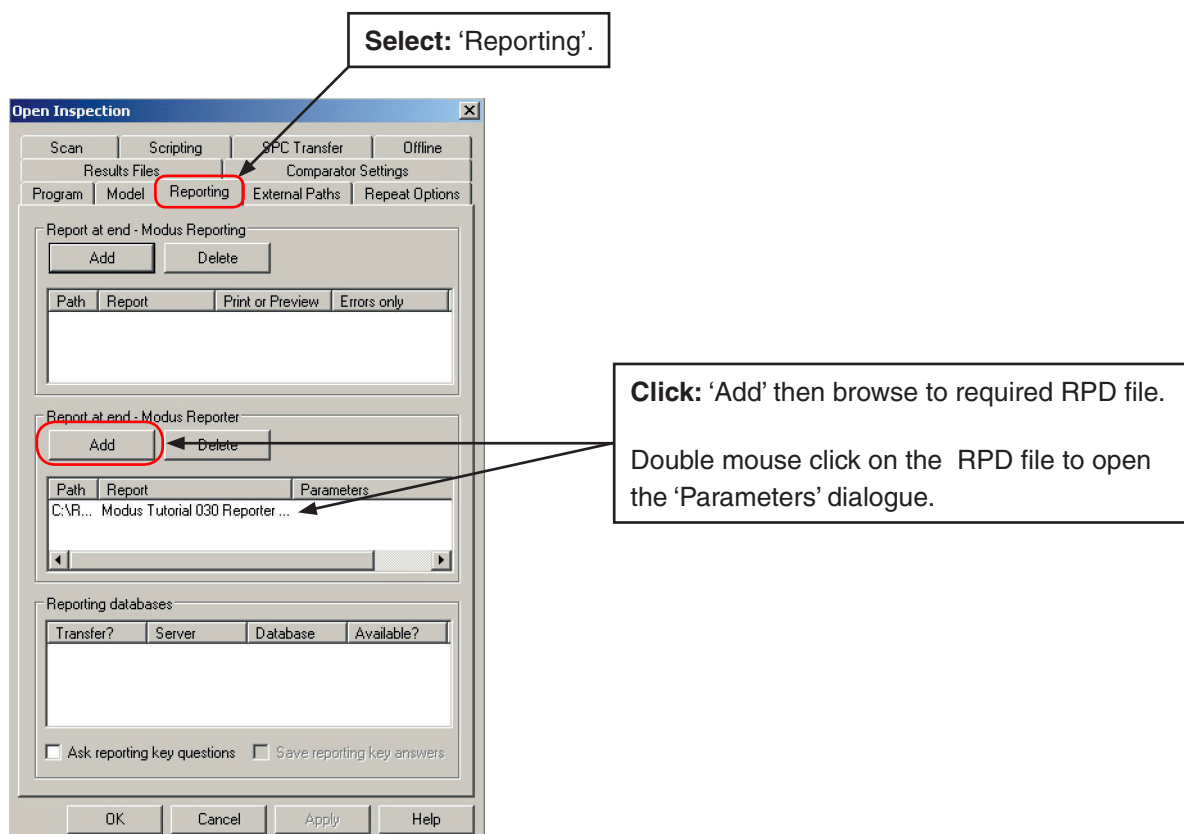 Select: ‘Reporting’.
Open Inspection
Scan Scripting SPC Transfer Offline
Results Files Comparator Settings
Program Model Reporting External Paths Repeat Options
Report at end - Modus Reporting
Add Delete
Path Report Print or Preview Errors only
Click: ‘Add’ then browse to required RPD file.
Double mouse click on the RPD file to open
the ‘Parameters’ dialogue.
Report at end - Modus Reporter
Add Delete
Path Report Parameters
C:\R... Modus Tutorial 030 Reporter ...
Reporting databases
Transfer? Server Database Available?
Ask reporting key questions Save reporting key answers
OK Cancel Apply Help